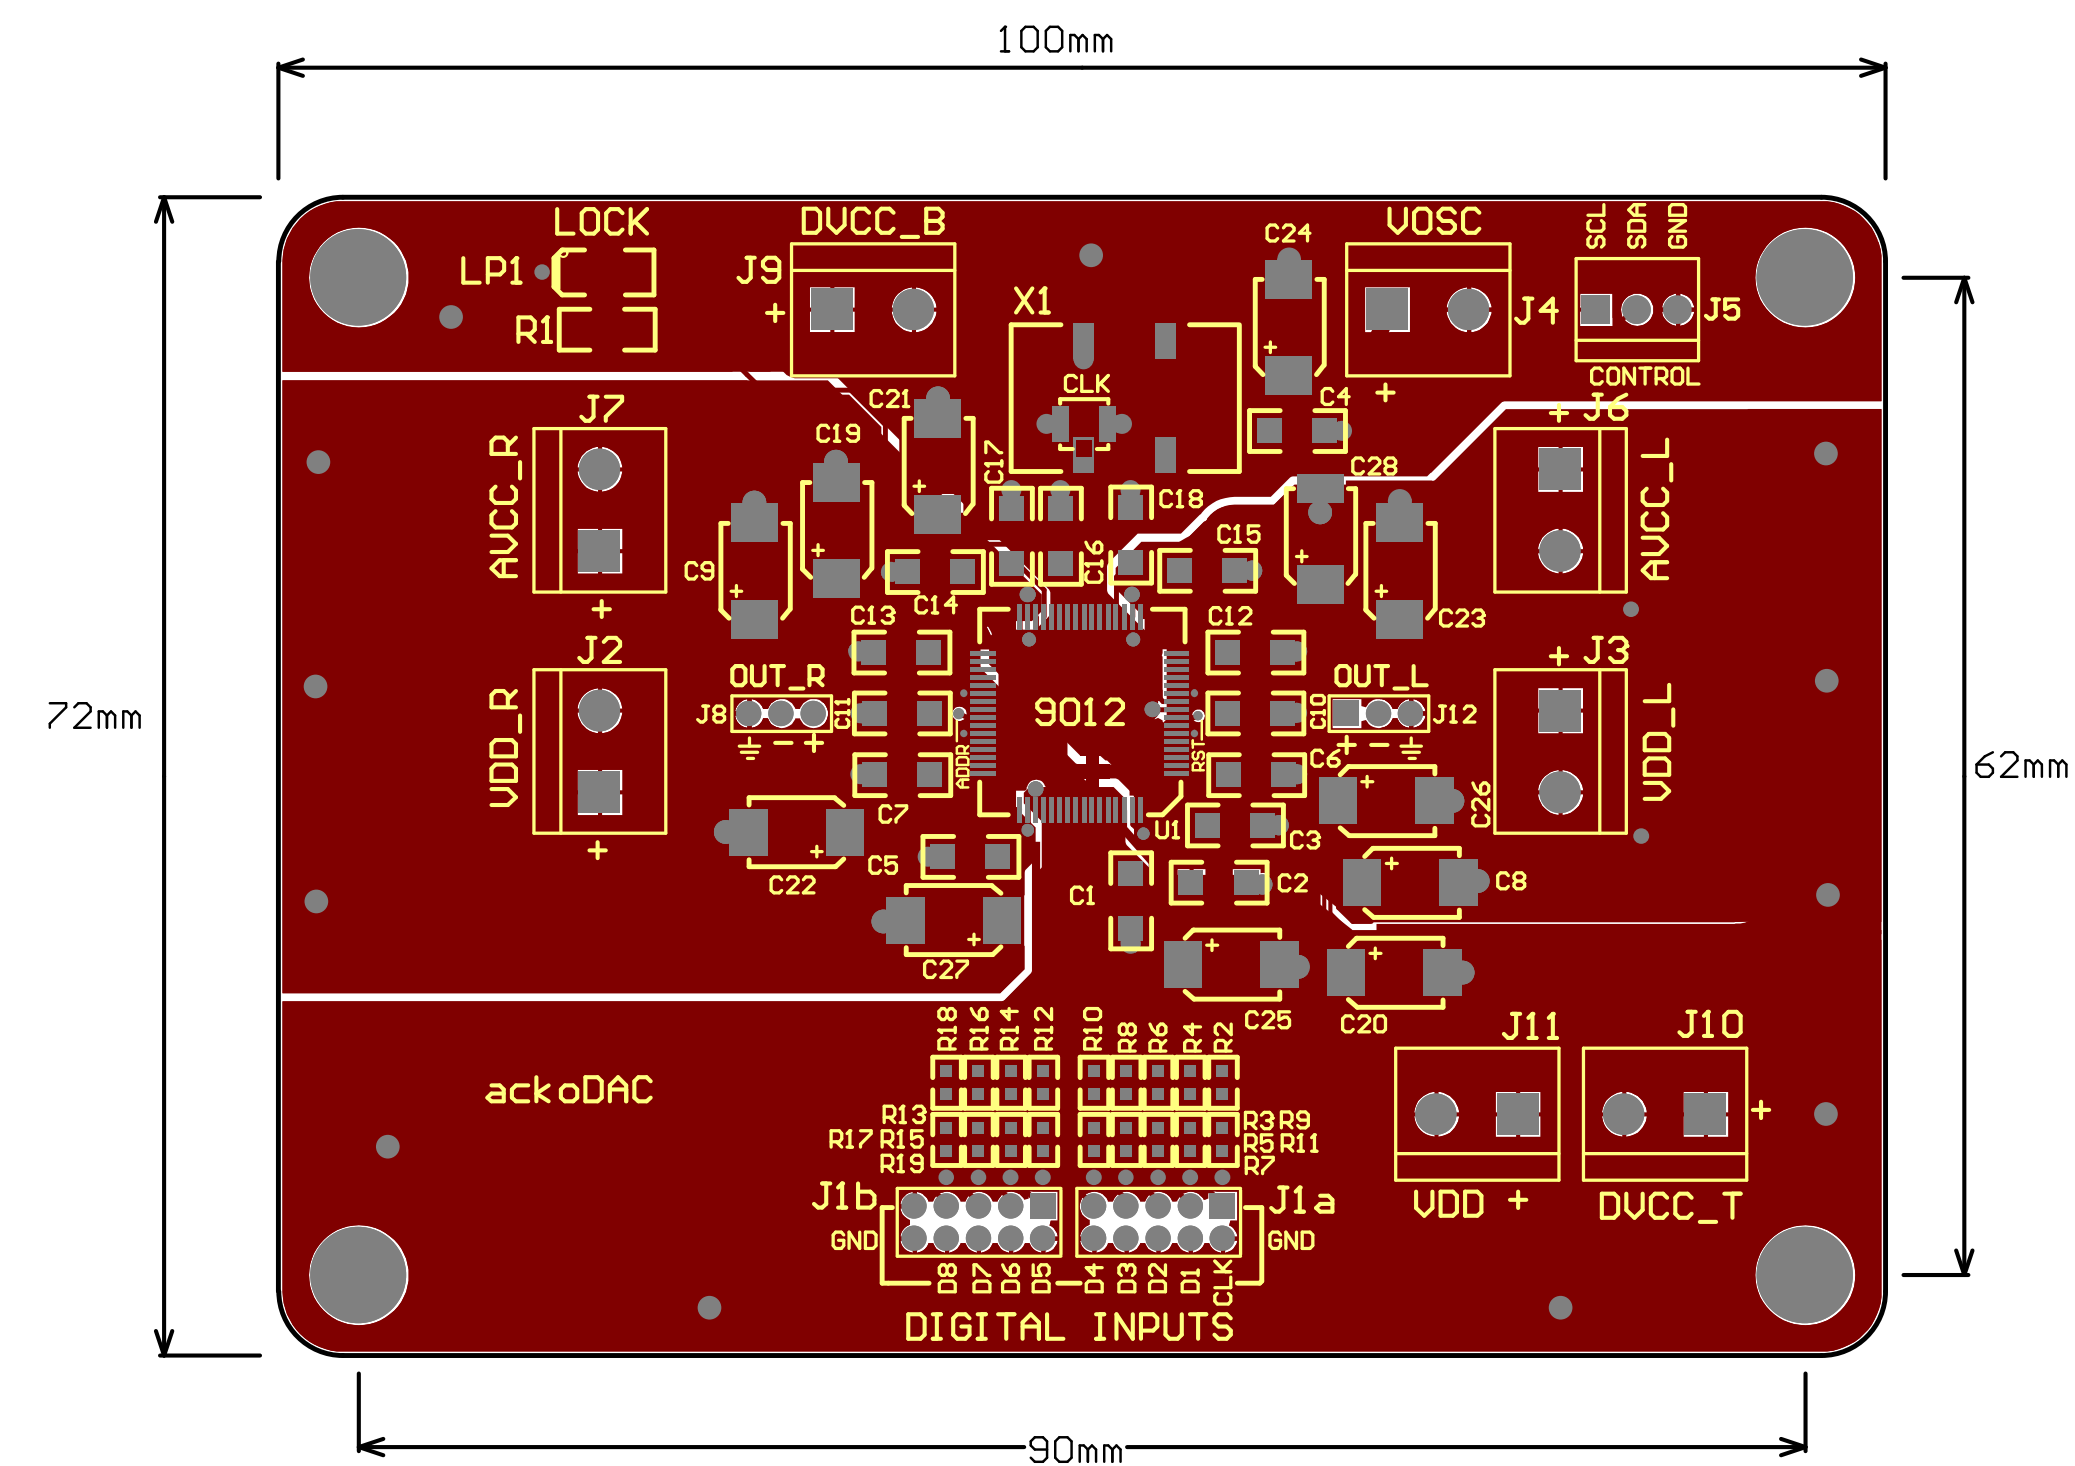 100mm
LOCK
DVCC_B
C24
VOSC
SCL
SDA
GND
LP1
J9
+
X1
J4
J5
R1
+
CLK
CONTROL
C21
C4
+
J7
+ J6
C19
C17
C28
AVCC_R
+
C18
AVCC_L
+
C16
C15
+
C9
+
+
+
C14
C13
C12
C23
J2
+ J3
OUT_R
OUT_L
VDD_R
J8
C11
9012
C10
J12
VDD_L
72mm
- +
+ -
62mm
ADDR
RST
C6
+
C26
C7
U1
C3
+
+
C5
+
C22
C1
C2
C8
+
+
+
C27
C25
C20
R18
R16
R14
R12
R10
R8
R6
R4
R2
J11
J10
ackoDAC
R13
R3 R9
+
R17 R15
R5 R11
R19
R7
J1b
J1a
VDD +
DVCC_T
GND
GND
D8
D7
D6
D5
D4
D3
D2
D1
CLK
DIGITAL INPUTS
90mm